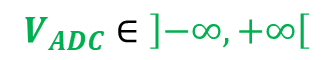 V_ADC ∈ ]−∞, +∞[